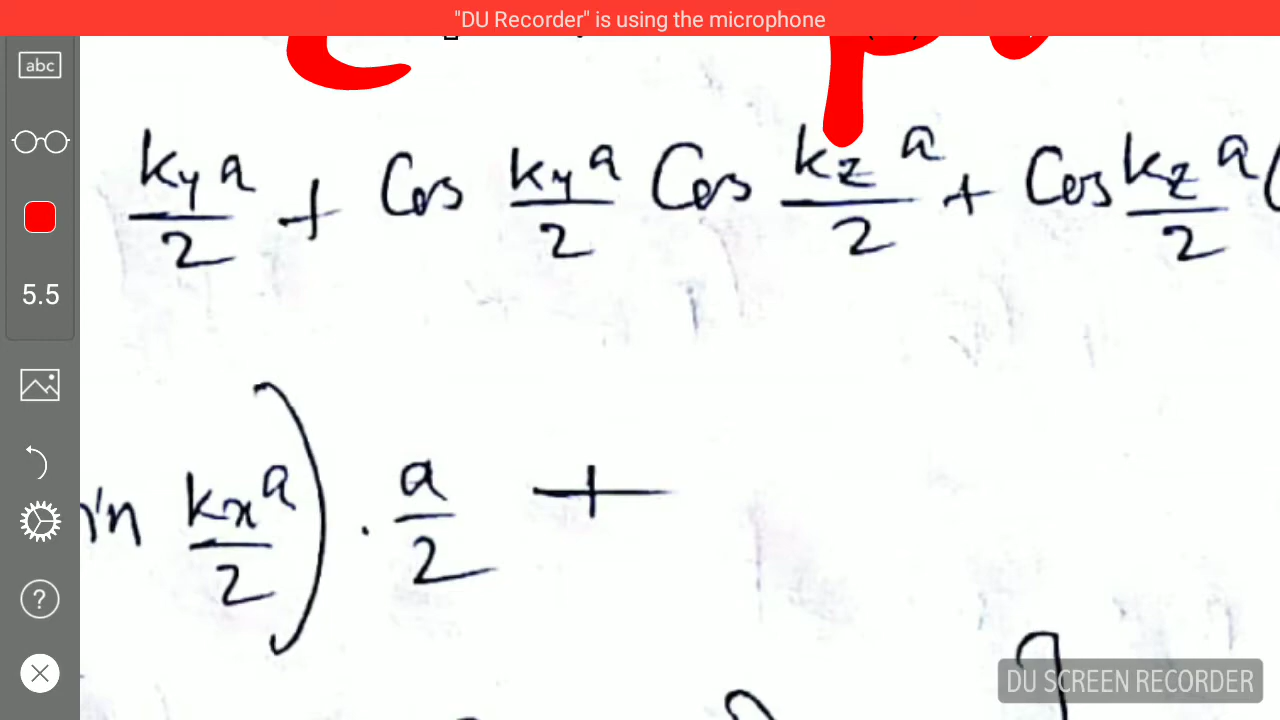 "DU Recorder" is using the microphone
abc
5.5
?
kya/2 + Cos kya/2 Cos kza/2 + Cos kza/2
in kxa/2) . a/2 +
DU SCREEN RECORDER